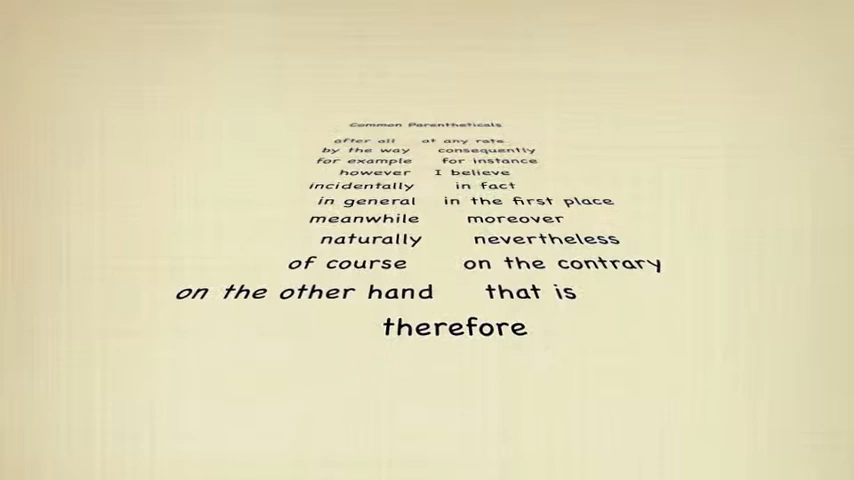 Common Parentheticals
after all at any rate
by the way consequently
for example for instance
however I believe
incidentally in fact
in general in the first place
meanwhile moreover
naturally nevertheless
of course on the contrary
on the other hand that is
therefore